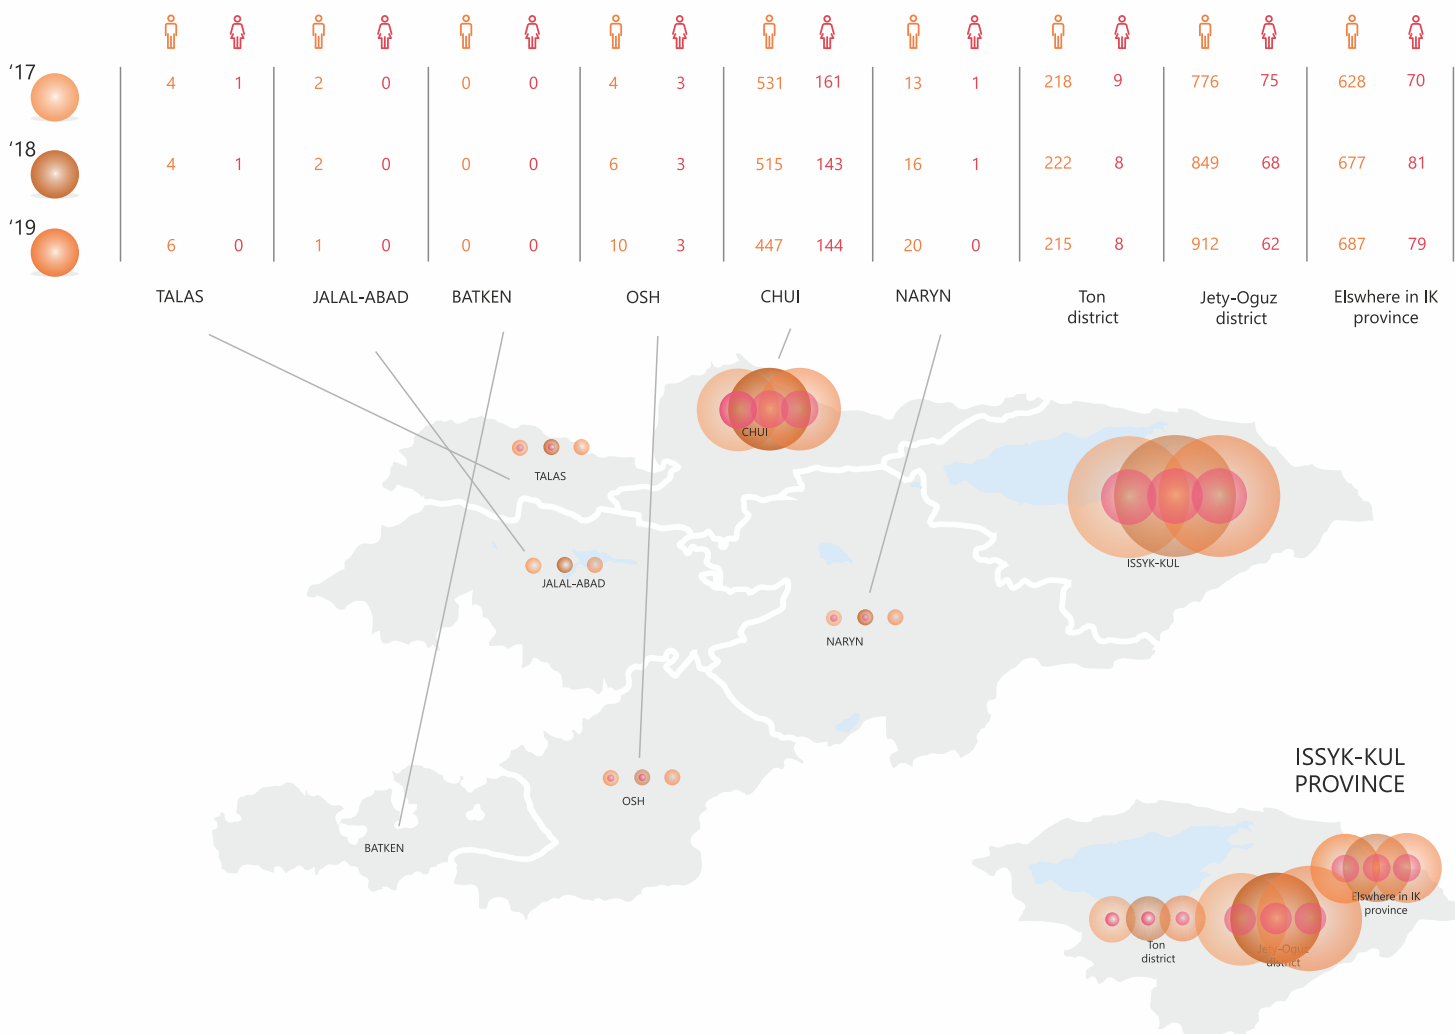 ‘17
4 1 2 0 0 0 4 3 531 161 13 1 218 9 776 75 628 70
‘18
4 1 2 0 0 0 6 3 515 143 16 1 222 8 849 68 677 81
‘19
6 0 1 0 0 0 10 3 447 144 20 0 215 8 912 62 687 79
TALAS
JALAL-ABAD
BATKEN
OSH
CHUI
NARYN
Ton
district
Jety-Oguz
district
Elswhere in IK
province
CHUI
TALAS
ISSYK-KUL
JALAL-ABAD
NARYN
OSH
BATKEN
ISSYK-KUL
PROVINCE
Elswhere in IK
province
Ton
district
Jety-Oguz
district